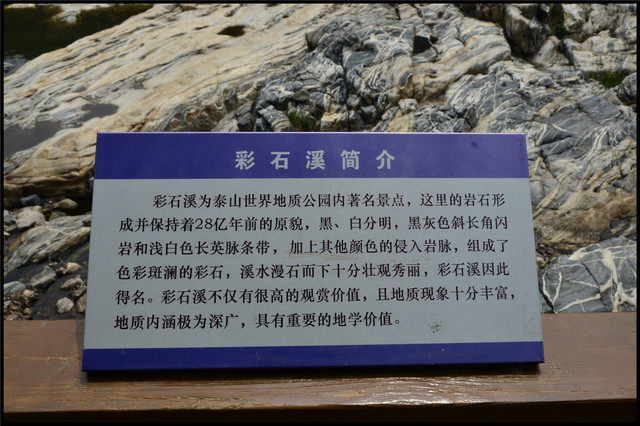 彩石溪简介
彩石溪为泰山世界地质公园内著名景点，这里的岩石形
成并保持着28亿年前的原貌，黑、白分明，黑灰色斜长角闪
岩和浅白色长英脉条带，加上其他颜色的侵入岩脉，组成了
色彩斑澜的彩石，溪水漫石而下十分壮观秀丽，彩石溪因此
得名。彩石溪不仅有很高的观赏价值，且地质现象十分丰富，
地质内涵极为深广，具有重要的地学价值。